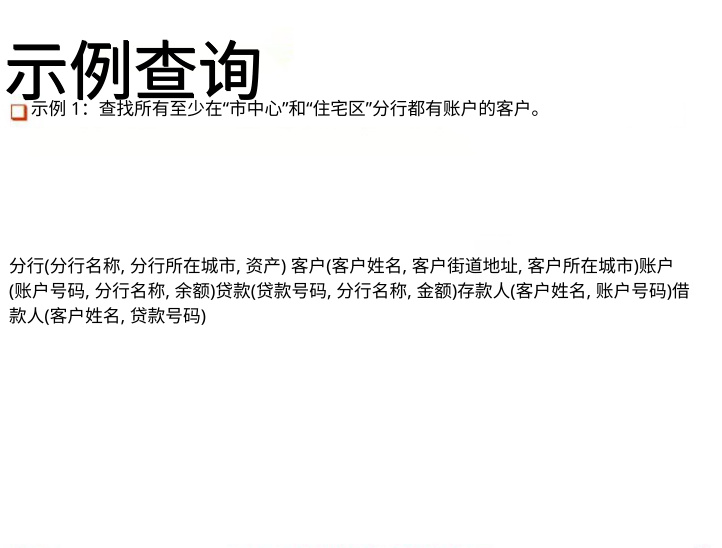 示例查询
示例 1：查找所有至少在“市中心”和“住宅区”分行都有账户的客户。
分行(分行名称, 分行所在城市, 资产) 客户(客户姓名, 客户街道地址, 客户所在城市)账户
(账户号码, 分行名称, 余额)贷款(贷款号码, 分行名称, 金额)存款人(客户姓名, 账户号码)借
款人(客户姓名, 贷款号码)